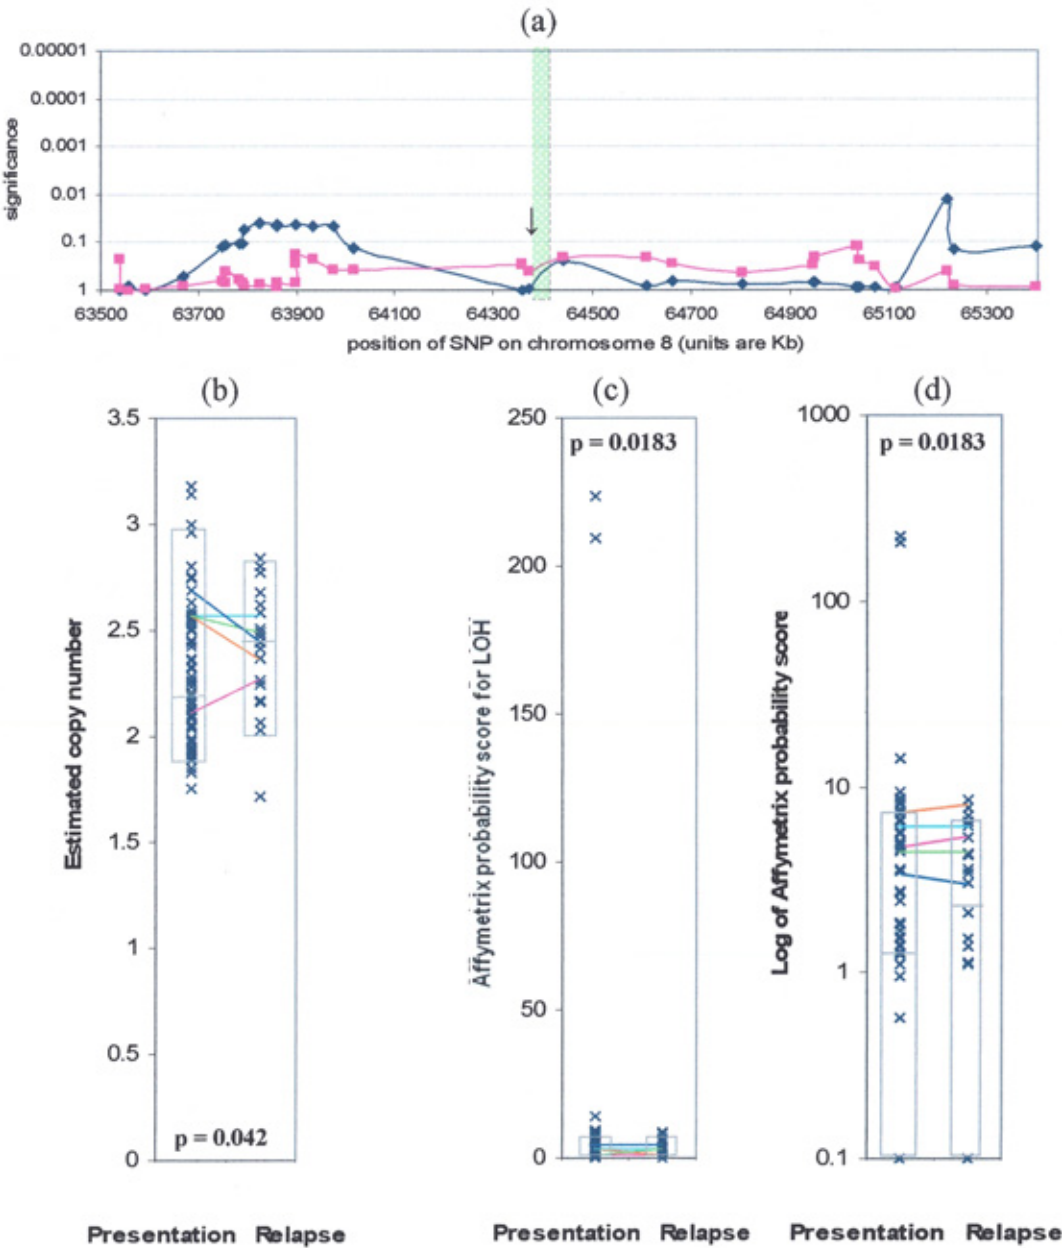 (a)
significance
0.00001
0.0001
0.001
0.01
0.1
1
63500 63700 63900 64100 64300 64500 64700 64900 65100 65300
position of SNP on chromosome 8 (units are Kb)
(b)
Estimated copy number
3.5
3
2.5
2
1.5
1
0.5
0
p = 0.042
Presentation Relapse
(c)
Affymetrix probability score for LOH
250
200
150
100
50
0
p = 0.0183
Presentation Relapse
(d)
Log of Affymetrix probability score
1000
100
10
1
0.1
p = 0.0183
Presentation Relapse